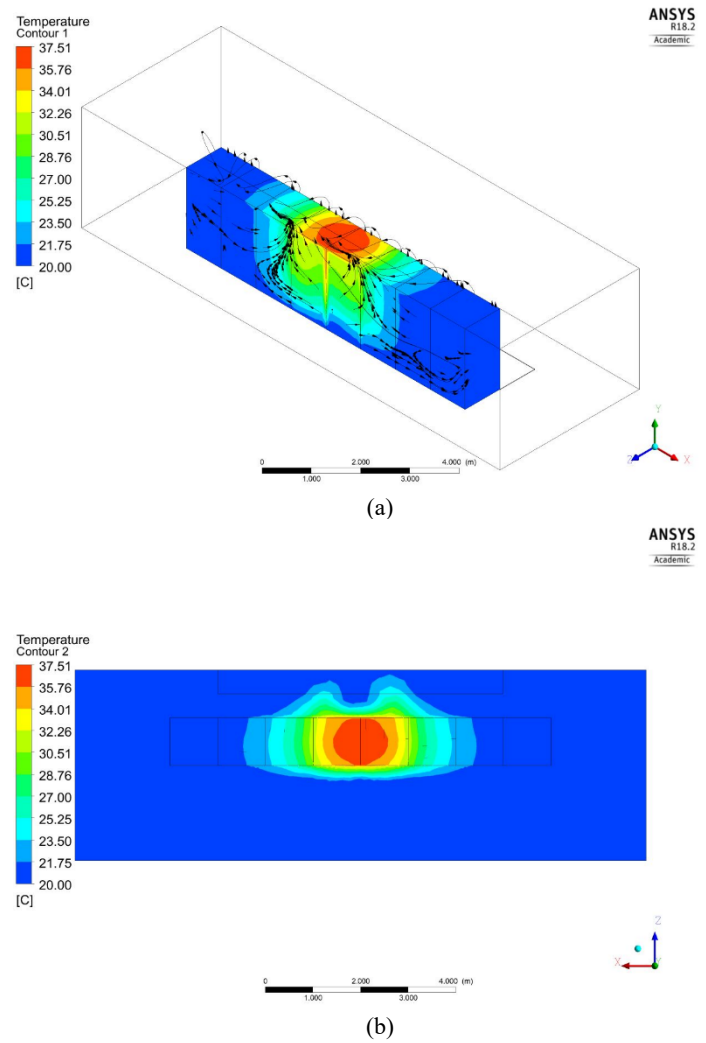 ANSYS
R18.2
Academic
Temperature
Contour 1
37.51
35.76
34.01
32.26
30.51
28.76
27.00
25.25
23.50
21.75
20.00
[C]
Y
Z X
0 2.000 4.000 (m)
1.000 3.000
(a)
ANSYS
R18.2
Academic
Temperature
Contour 2
37.51
35.76
34.01
32.26
30.51
28.76
27.00
25.25
23.50
21.75
20.00
[C]
Z
X Y
0 2.000 4.000 (m)
1.000 3.000
(b)